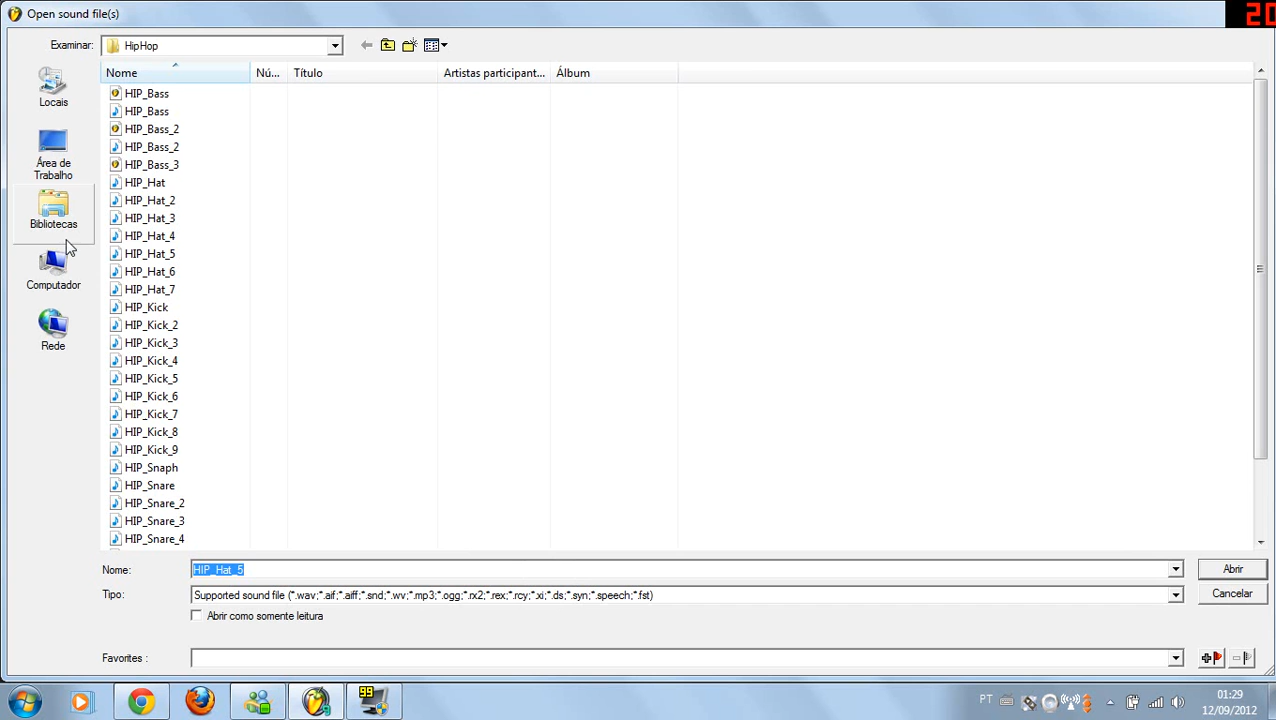 Open sound file(s)
20
Examinar: HipHop
Nome Nú... Título Artistas participant... Álbum
Locais
Área de
Trabalho
Bibliotecas
Computador
Rede
HIP_Bass
HIP_Bass
HIP_Bass_2
HIP_Bass_2
HIP_Bass_3
HIP_Hat
HIP_Hat_2
HIP_Hat_3
HIP_Hat_4
HIP_Hat_5
HIP_Hat_6
HIP_Hat_7
HIP_Kick
HIP_Kick_2
HIP_Kick_3
HIP_Kick_4
HIP_Kick_5
HIP_Kick_6
HIP_Kick_7
HIP_Kick_8
HIP_Kick_9
HIP_Snaph
HIP_Snare
HIP_Snare_2
HIP_Snare_3
HIP_Snare_4
Nome: HIP_Hat_5 Abrir
Tipo: Supported sound file (*.wav;*.aif;*.aiff;*.snd;*.wv;*.mp3;*.ogg;*.rx2;*.rex;*.rcy;*.xi;*.ds;*.syn;*.speech;*.fst) Cancelar
Abrir como somente leitura
Favorites :
99
PT
01:29
12/09/2012